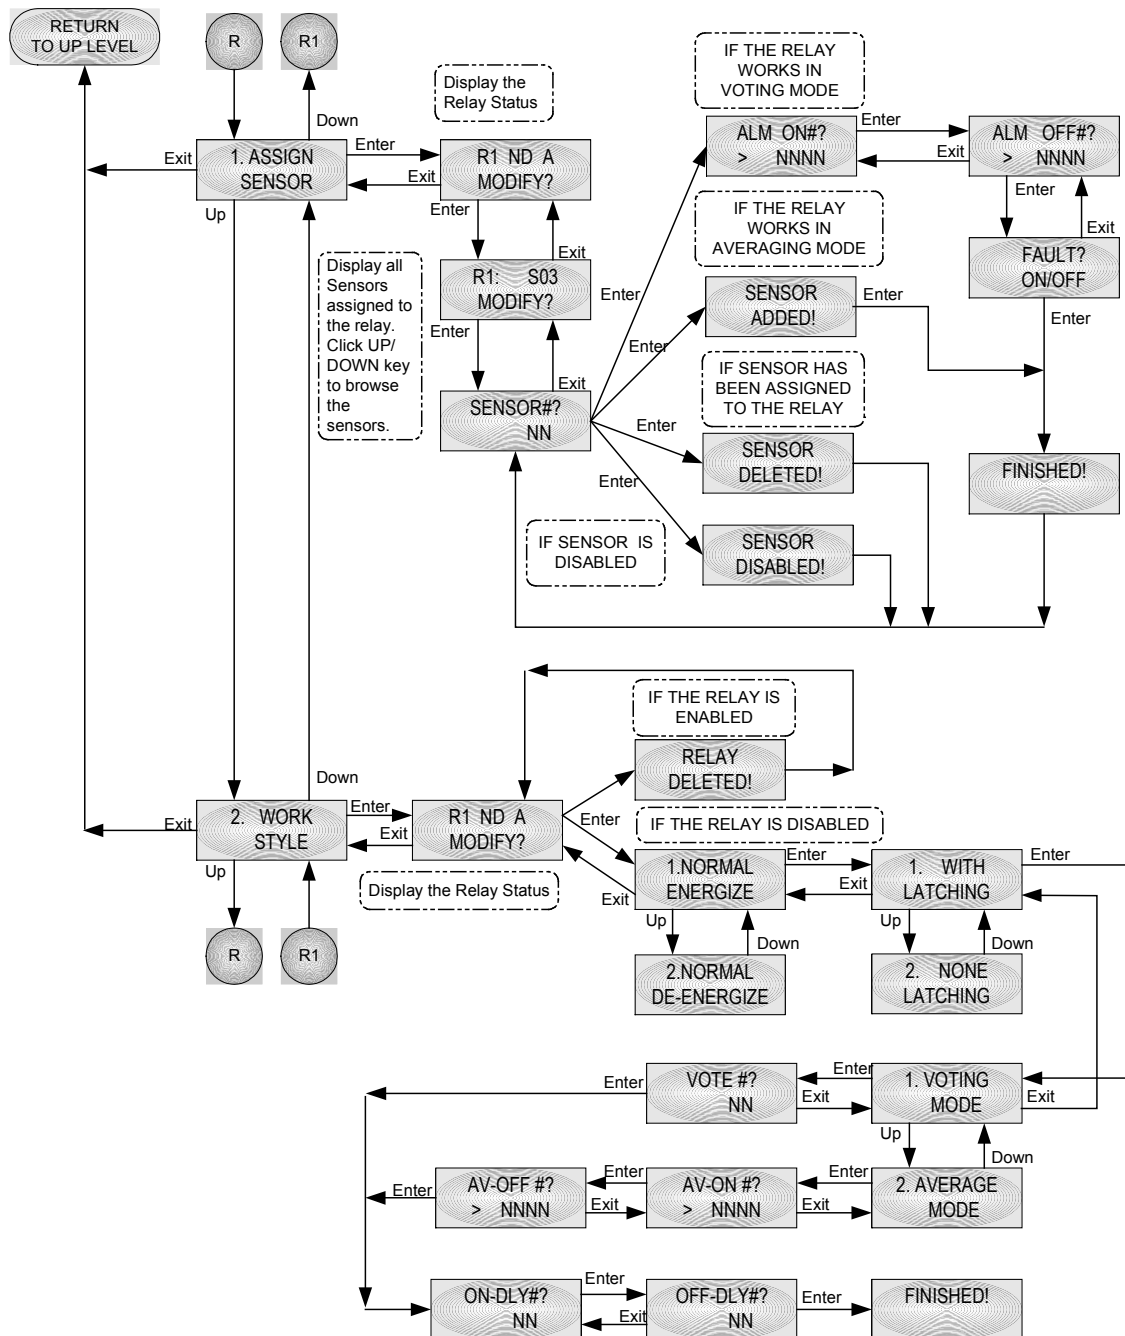 RETURN
TO UP LEVEL
R
R1
Down
Display the
Relay Status
IF THE RELAY
WORKS IN
VOTING MODE
Exit
1. ASSIGN
SENSOR
Enter
Exit
R1 ND A
MODIFY?
ALM ON#?
> NNNN
Enter
Exit
ALM OFF#?
> NNNN
Up
Enter
Exit
Enter
Exit
Display all
Sensors
assigned to
the relay.
Click UP/
DOWN key
to browse
the
sensors.
R1: S03
MODIFY?
IF THE RELAY
WORKS IN
AVERAGING MODE
FAULT?
ON/OFF
Enter
Exit
Enter
SENSOR
ADDED!
Enter
Enter
Enter
SENSOR#?
NN
IF SENSOR HAS
BEEN ASSIGNED
TO THE RELAY
Enter
SENSOR
DELETED!
FINISHED!
Enter
IF SENSOR IS
DISABLED
SENSOR
DISABLED!
IF THE RELAY IS
ENABLED
RELAY
DELETED!
Down
Exit
2. WORK
STYLE
Enter
Exit
R1 ND A
MODIFY?
Enter
IF THE RELAY IS DISABLED
Up
Display the Relay Status
Exit
1.NORMAL
ENERGIZE
Enter
Exit
1. WITH
LATCHING
Enter
Up
Down
Up
Down
R
R1
2.NORMAL
DE-ENERGIZE
2. NONE
LATCHING
Enter
VOTE #?
NN
Enter
Exit
1. VOTING
MODE
Exit
Up
Down
Enter
AV-OFF #?
> NNNN
Enter
Exit
AV-ON #?
> NNNN
Enter
Exit
2. AVERAGE
MODE
ON-DLY#?
NN
Enter
Exit
OFF-DLY#?
NN
Enter
FINISHED!